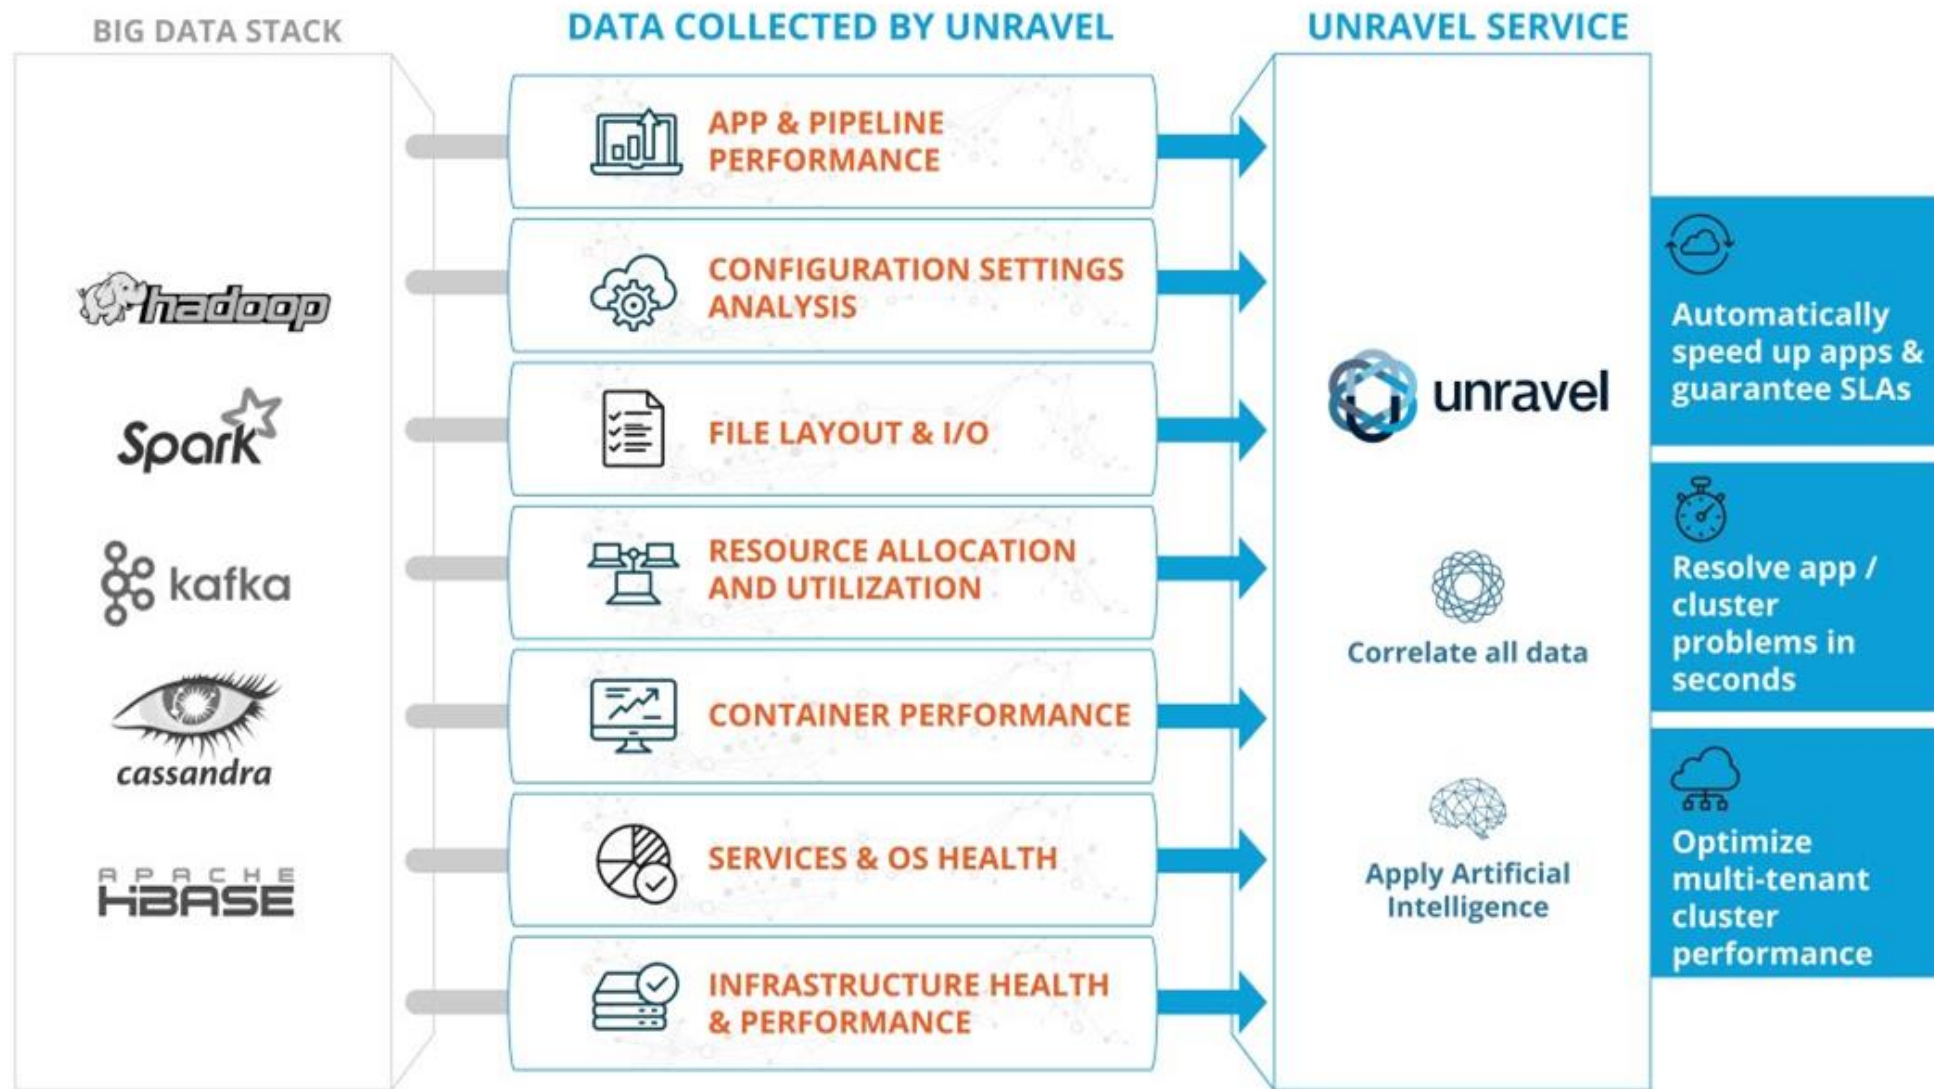 BIG DATA STACK
hadoop
Spark
kafka
cassandra
APACHE
HBASE
DATA COLLECTED BY UNRAVEL
APP & PIPELINE
PERFORMANCE
CONFIGURATION SETTINGS
ANALYSIS
FILE LAYOUT & I/O
RESOURCE ALLOCATION
AND UTILIZATION
CONTAINER PERFORMANCE
SERVICES & OS HEALTH
INFRASTRUCTURE HEALTH
& PERFORMANCE
UNRAVEL SERVICE
unravel
Correlate all data
Apply Artificial
Intelligence
Automatically
speed up apps &
guarantee SLAs
Resolve app /
cluster
problems in
seconds
Optimize
multi-tenant
cluster
performance